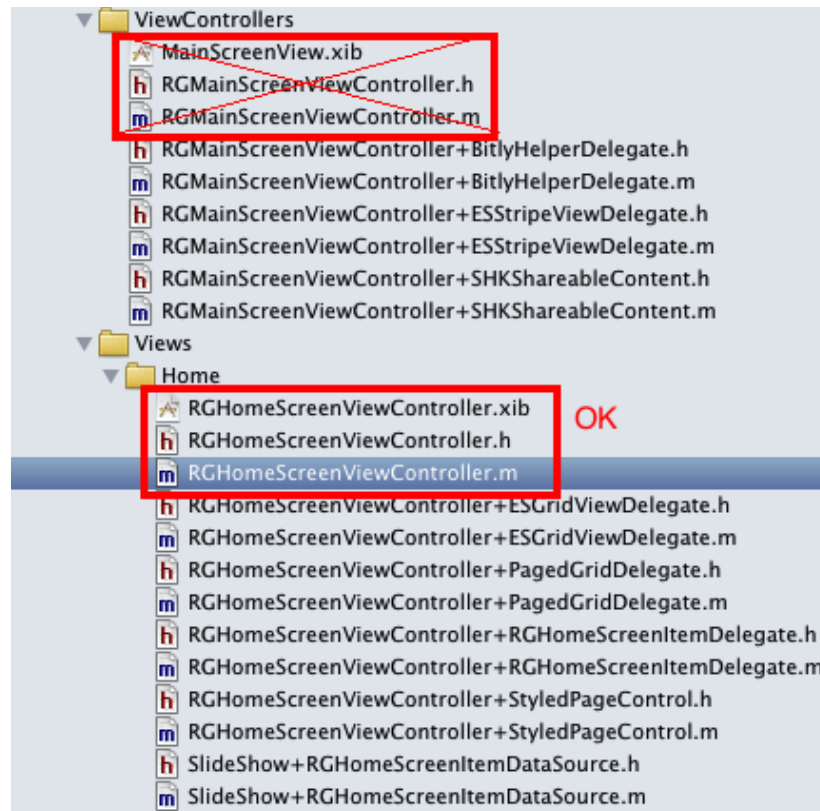 ViewControllers
MainScreenView.xib
h RGMainScreenViewController.h
m RGMainScreenViewController.m
h RGMainScreenViewController+BitlyHelperDelegate.h
m RGMainScreenViewController+BitlyHelperDelegate.m
h RGMainScreenViewController+ESStripeViewDelegate.h
m RGMainScreenViewController+ESStripeViewDelegate.m
h RGMainScreenViewController+SHKShareableContent.h
m RGMainScreenViewController+SHKShareableContent.m
Views
Home
RGHomeScreenViewController.xib OK
h RGHomeScreenViewController.h
m RGHomeScreenViewController.m
h RGHomeScreenViewController+ESGridViewDelegate.h
m RGHomeScreenViewController+ESGridViewDelegate.m
h RGHomeScreenViewController+PagedGridDelegate.h
m RGHomeScreenViewController+PagedGridDelegate.m
h RGHomeScreenViewController+RGHomeScreenItemDelegate.h
m RGHomeScreenViewController+RGHomeScreenItemDelegate.m
h RGHomeScreenViewController+StyledPageControl.h
m RGHomeScreenViewController+StyledPageControl.m
h SlideShow+RGHomeScreenItemDataSource.h
m SlideShow+RGHomeScreenItemDataSource.m